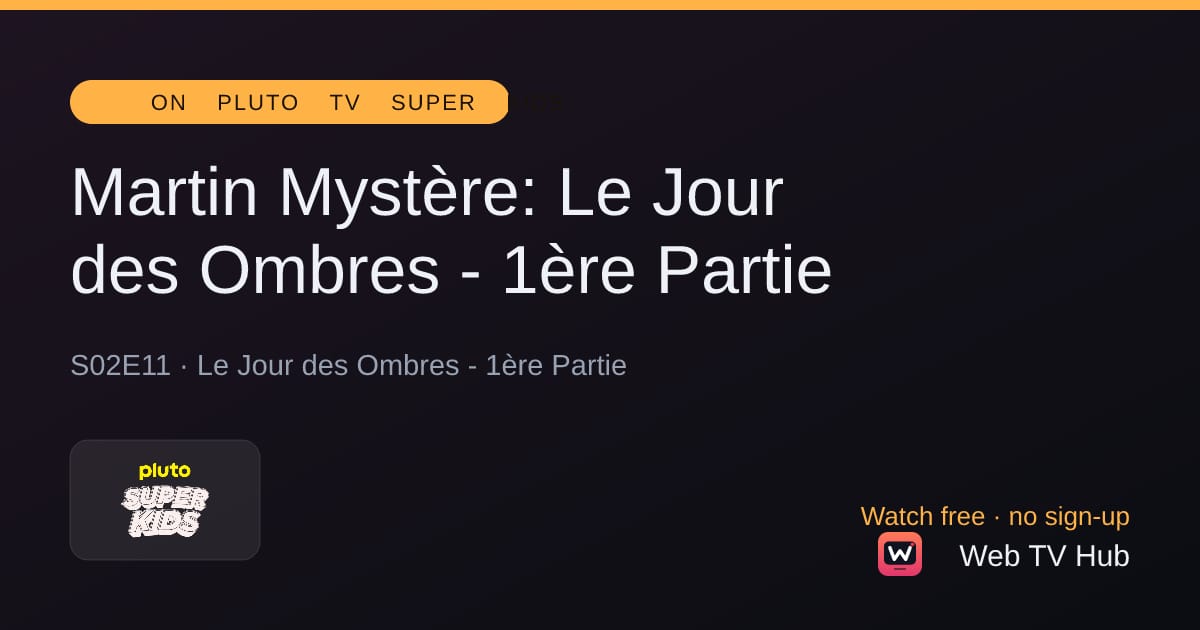 ON PLUTO TV SUPER
Martin Mystère: Le Jour
des Ombres - 1ère Partie
S02E11 · Le Jour des Ombres - 1ère Partie
pluto
SUPER
KIDS
Watch free · no sign-up
W
Web TV Hub